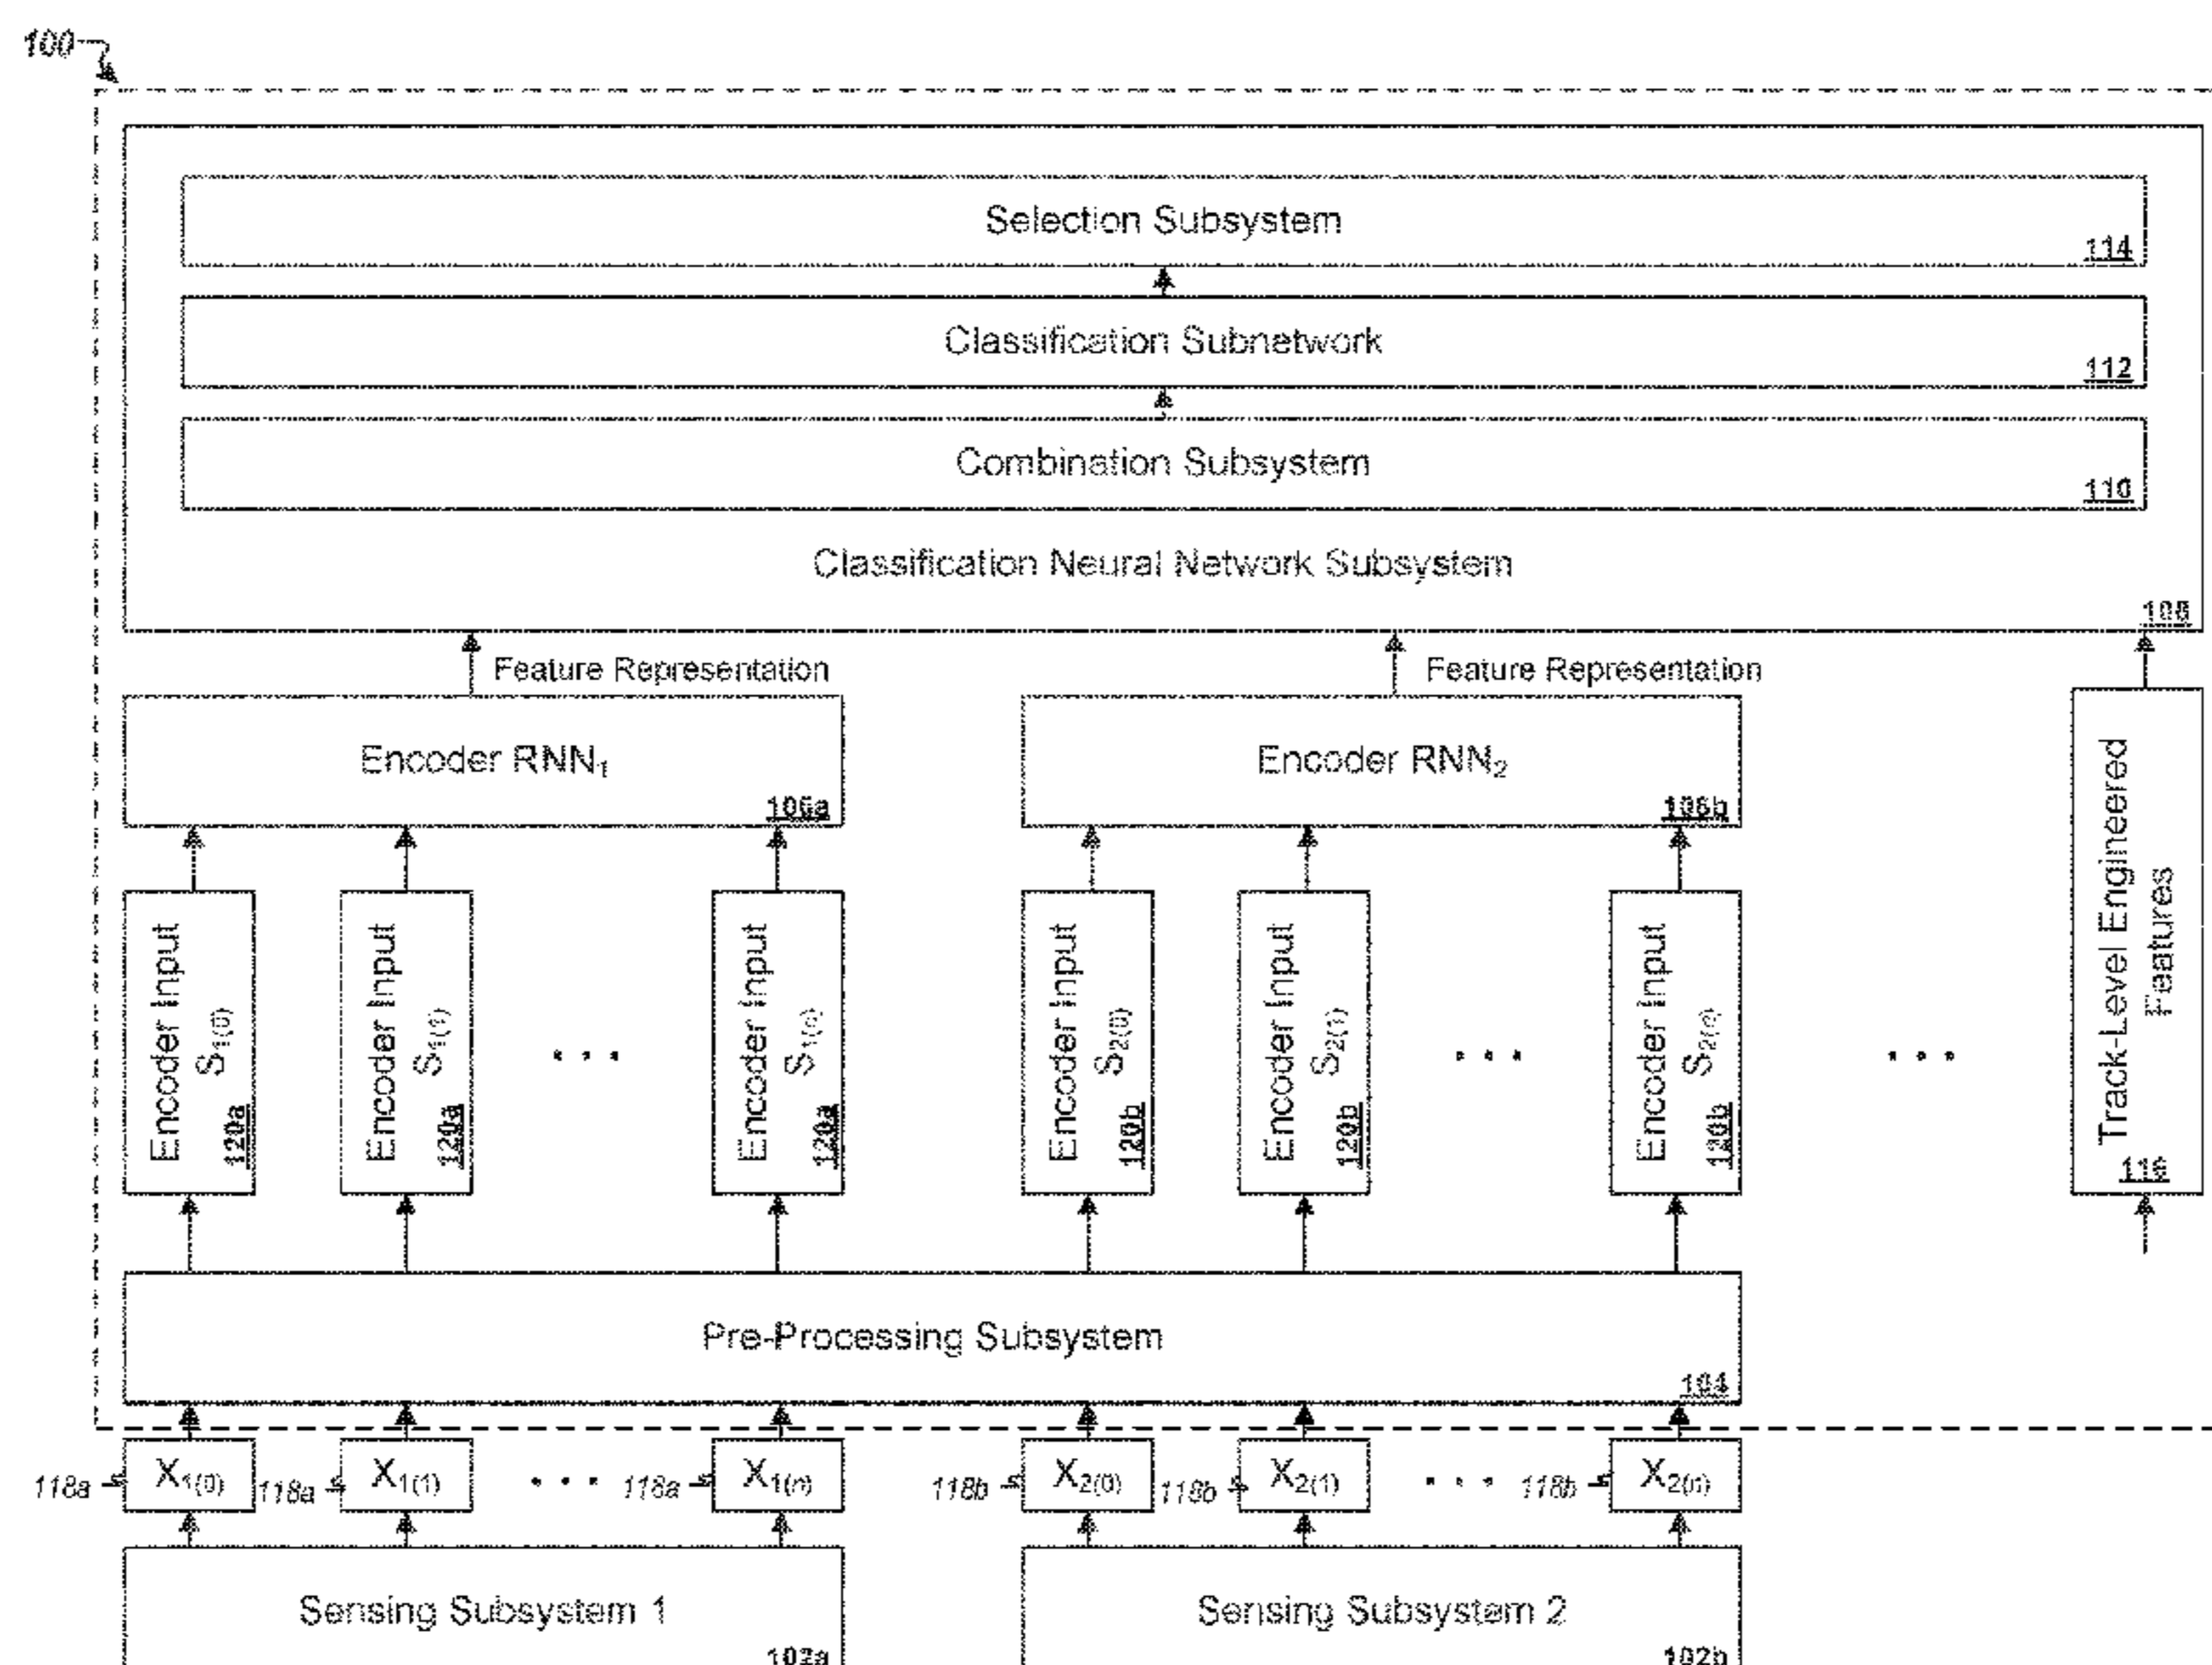 100
Selection Subsystem
114
Classification Subnetwork
112
Combination Subsystem
110
Classification Neural Network Subsystem
108
Feature Representation
Feature Representation
Encoder RNN₁
106a
Encoder RNN₂
106b
Encoder Input
S₁₍₀₎
120a
Encoder Input
S₁₍₁₎
120a
...
Encoder Input
S₁₍ₙ₎
120a
Encoder Input
S₂₍₀₎
120b
Encoder Input
S₂₍₁₎
120b
...
Encoder Input
S₂₍ₙ₎
120b
...
Track-Level Engineered
Features
116
Pre-Processing Subsystem
104
118a
X₁₍₀₎
118a
X₁₍₁₎
...
118a
X₁₍ₙ₎
118b
X₂₍₀₎
118b
X₂₍₁₎
...
118b
X₂₍ₙ₎
Sensing Subsystem 1
102a
Sensing Subsystem 2
102b